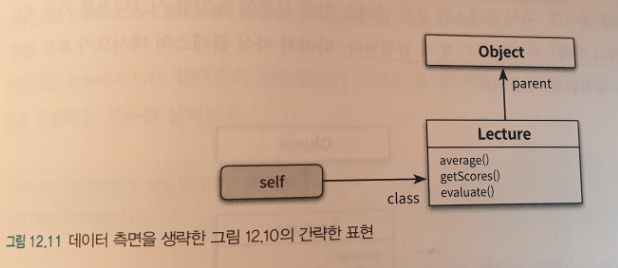 Object
parent
Lecture
average()
getScores()
evaluate()
self
class
그림 12.11 데이터 측면을 생략한 그림 12.10의 간략한 표현